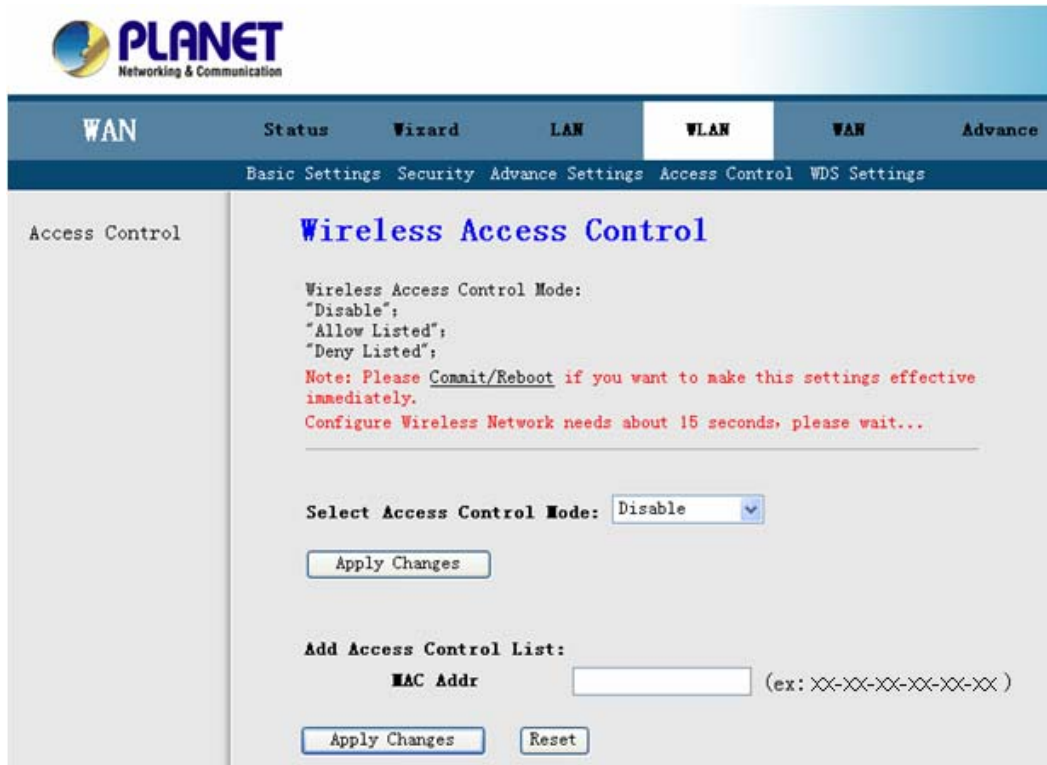 PLANET
Networking & Communication
WAN
Status Wizard LAN WLAN WAN Advance
Basic Settings Security Advance Settings Access Control WDS Settings
Access Control
Wireless Access Control
Wireless Access Control Mode:
"Disable";
"Allow Listed";
"Deny Listed";
Note: Please Commit/Reboot if you want to make this settings effective
immediately.
Configure Wireless Network needs about 15 seconds, please wait...
Select Access Control Mode: Disable
Apply Changes
Add Access Control List:
MAC Addr (ex: XX-XX-XX-XX-XX-XX )
Apply Changes Reset